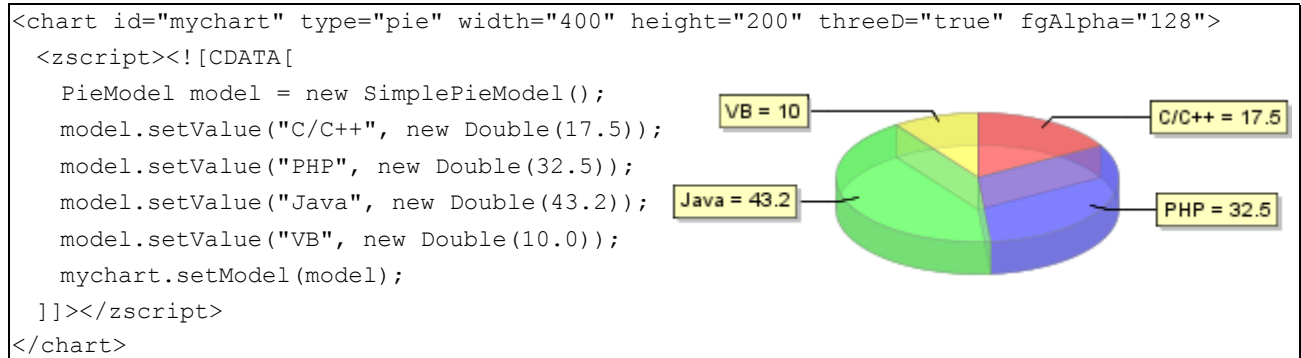 <chart id="mychart" type="pie" width="400" height="200" threeD="true" fgAlpha="128">
<zscript><![CDATA[
PieModel model = new SimplePieModel();
model.setValue("C/C++", new Double(17.5));
model.setValue("PHP", new Double(32.5));
model.setValue("Java", new Double(43.2));
model.setValue("VB", new Double(10.0));
mychart.setModel(model);
]]></zscript>
</chart>
VB = 10
C/C++ = 17.5
Java = 43.2
PHP = 32.5